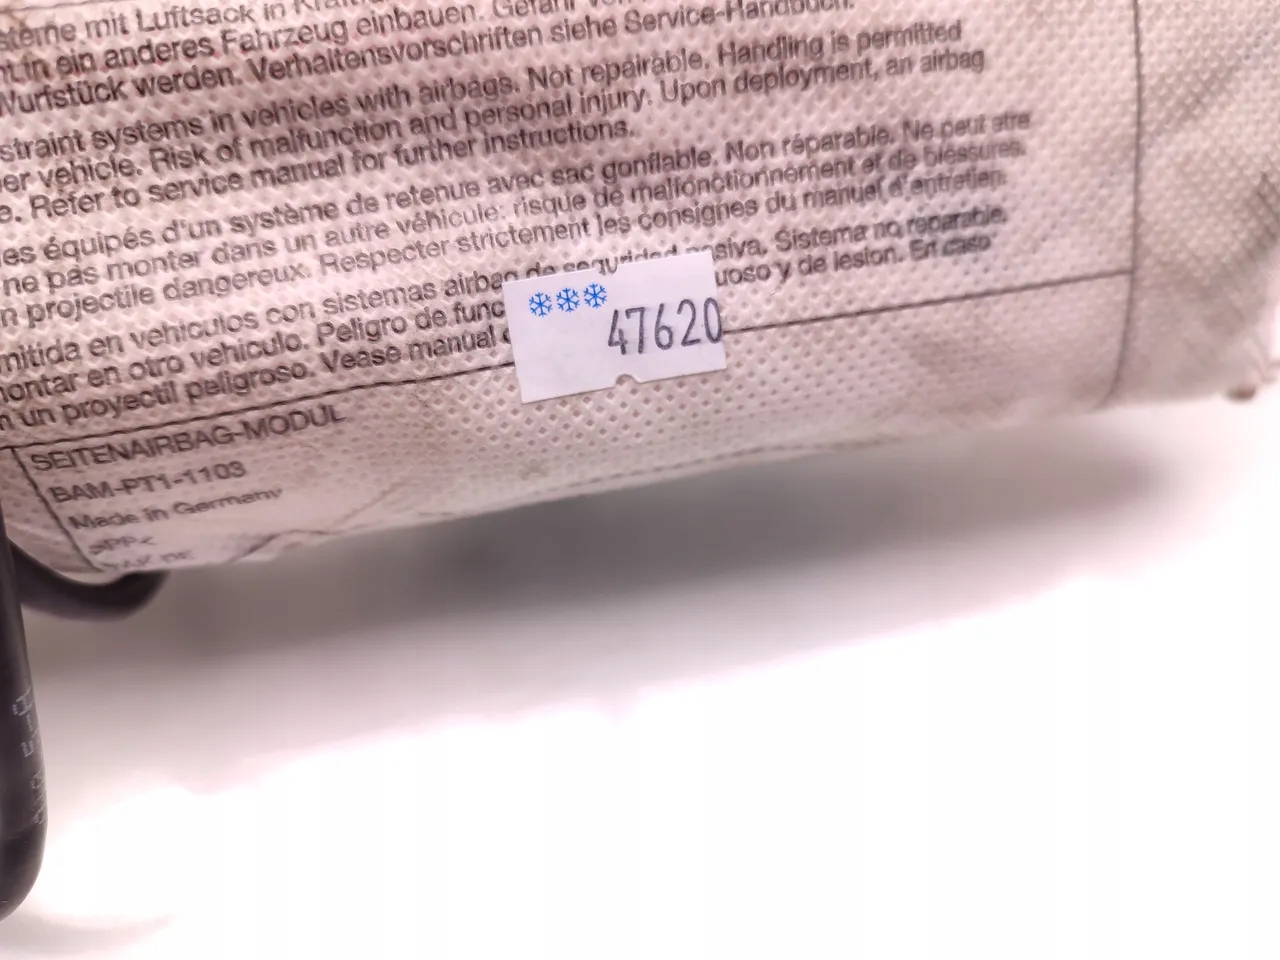 steme mit Luftsack in
in ein anderes Fahrzeug einbauen. Gefahr
Wurfstück werden. Verhaltensvorschriften siehe Service-Handbuch.
straint systems in vehicles with airbags. Not repairable. Handling is permitted
er vehicle. Risk of malfunction and personal injury. Upon deployment, an airbag
e. Refer to service manual for further instructions.
es équipés d'un système de retenue avec sac gonflable. Non réparable. Ne peut etre
ne pas monter dans un autre véhicule: risque de malfonctionnement et de blessures.
n projectile dangereux. Respecter strictement les consignes du manuel d'entretien.
mitida en vehiculos con sistemas airbag de seguridad pasiva. Sistema no reparable.
montar en otro vehiculo. Peligro de func uoso y de lesion. En caso
n un proyectil peligroso. Vease manual
*** 47620
SEITENAIRBAG-MODUL
BAM-PT1-1103
Made in Germany
>PP<